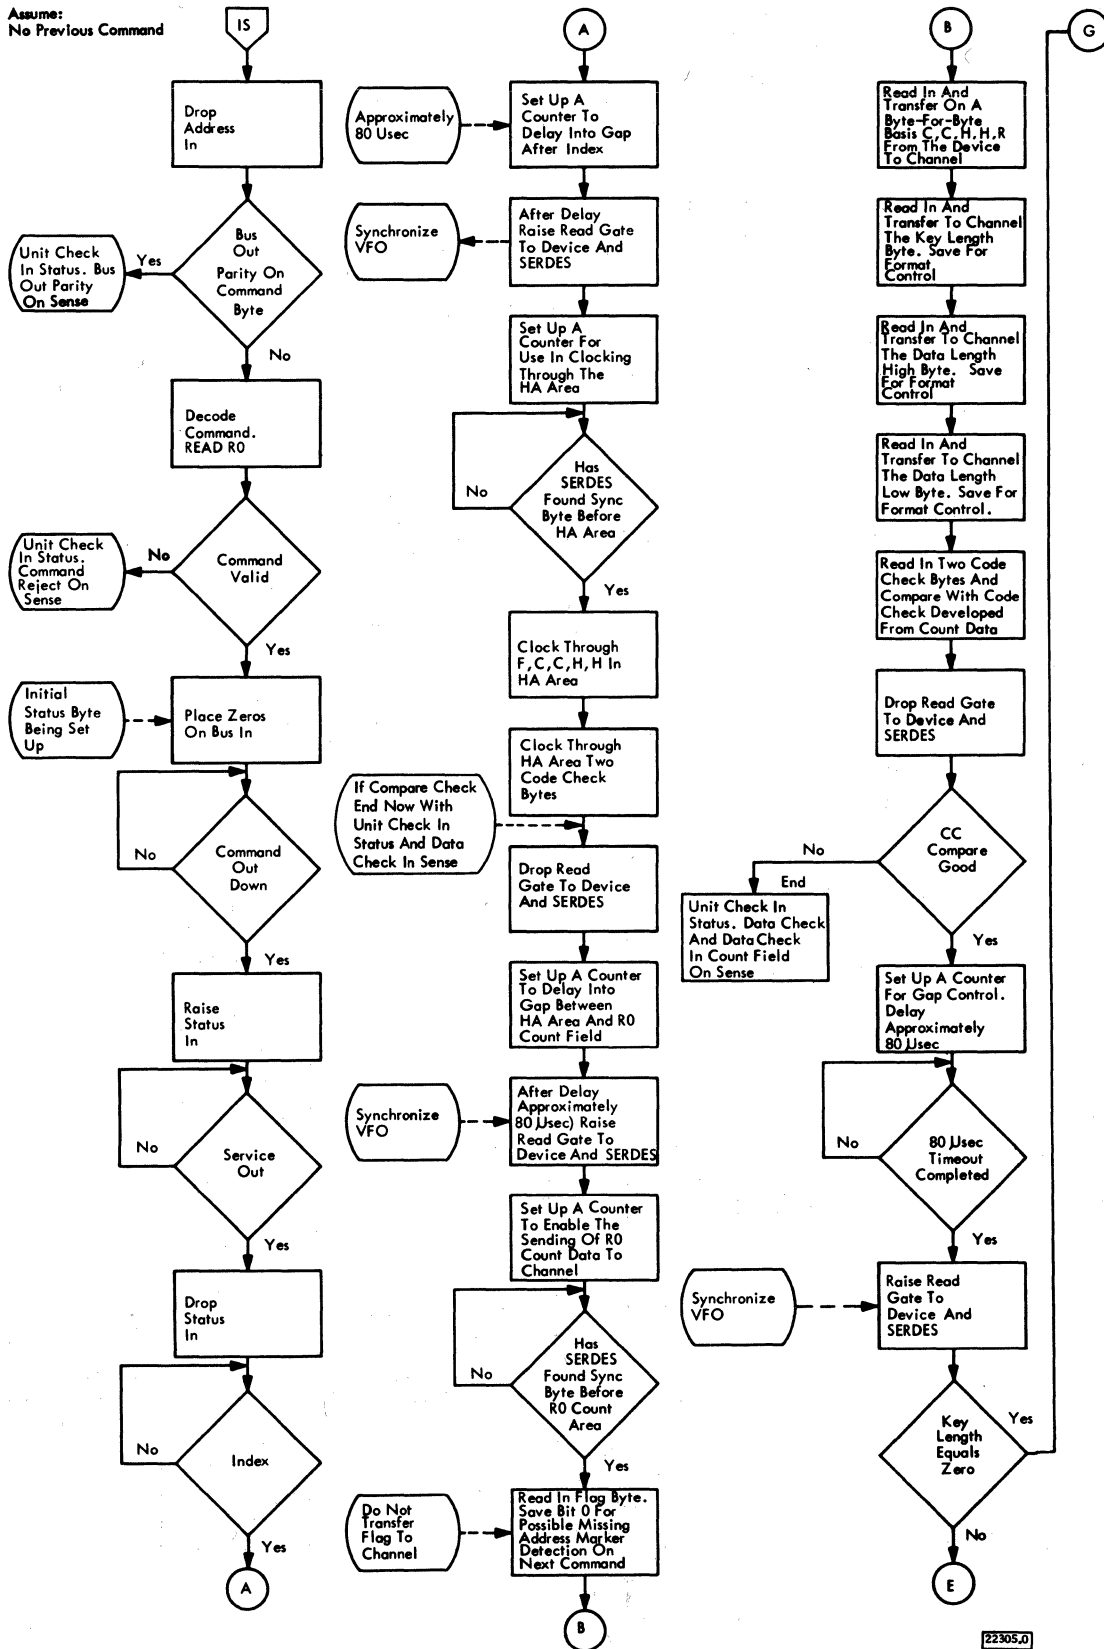 Assume:
No Previous Command
IS
Drop
Address
In
Bus
Out
Parity On
Command
Byte
Yes
Unit Check
In Status. Bus
Out Parity
On Sense
No
Decode
Command.
READ R0
Command
Valid
No
Unit Check
In Status.
Command
Reject On
Sense
Yes
Initial
Status Byte
Being Set
Up
Place Zeros
On Bus In
Command
Out
Down
No
Yes
Raise
Status
In
Service
Out
No
Yes
Drop
Status
In
Index
No
Yes
A
A
Approximately
80 Usec
Set Up A
Counter To
Delay Into Gap
After Index
Synchronize
VFO
After Delay
Raise Read Gate
To Device And
SERDES
Set Up A
Counter For
Use In Clocking
Through The
HA Area
Has
SERDES
Found Sync
Byte Before
HA Area
No
Yes
Clock Through
F,C,C,H,H In
HA Area
Clock Through
HA Area Two
Code Check
Bytes
If Compare Check
End Now With
Unit Check In
Status And Data
Check In Sense
Drop Read
Gate To Device
And SERDES
Set Up A Counter
To Delay Into
Gap Between
HA Area And R0
Count Field
Synchronize
VFO
After Delay
Approximately
80 μsec) Raise
Read Gate To
Device And SERDES
Set Up A Counter
To Enable The
Sending Of R0
Count Data To
Channel
Has
SERDES
Found Sync
Byte Before
R0 Count
Area
No
Yes
Do Not
Transfer
Flag To
Channel
Read In Flag Byte.
Save Bit 0 For
Possible Missing
Address Marker
Detection On
Next Command
B
B
G
Read In And
Transfer On A
Byte-For-Byte
Basis C,C,H,H,R
From The Device
To Channel
Read In And
Transfer To Channel
The Key Length
Byte. Save For
Format
Control
Read In And
Transfer To Channel
The Data Length
High Byte. Save
For Format
Control
Read In And
Transfer To Channel
The Data Length
Low Byte. Save For
Format Control.
Read In Two Code
Check Bytes And
Compare With Code
Check Developed
From Count Data
Drop Read Gate
To Device And
SERDES
CC
Compare
Good
No
End
Unit Check In
Status. Data Check
And Data Check
In Count Field
On Sense
Yes
Set Up A Counter
For Gap Control.
Delay
Approximately
80 μsec
80 μsec
Timeout
Completed
No
Yes
Synchronize
VFO
Raise Read
Gate To
Device And
SERDES
Key
Length
Equals
Zero
Yes
No
E
22305.0